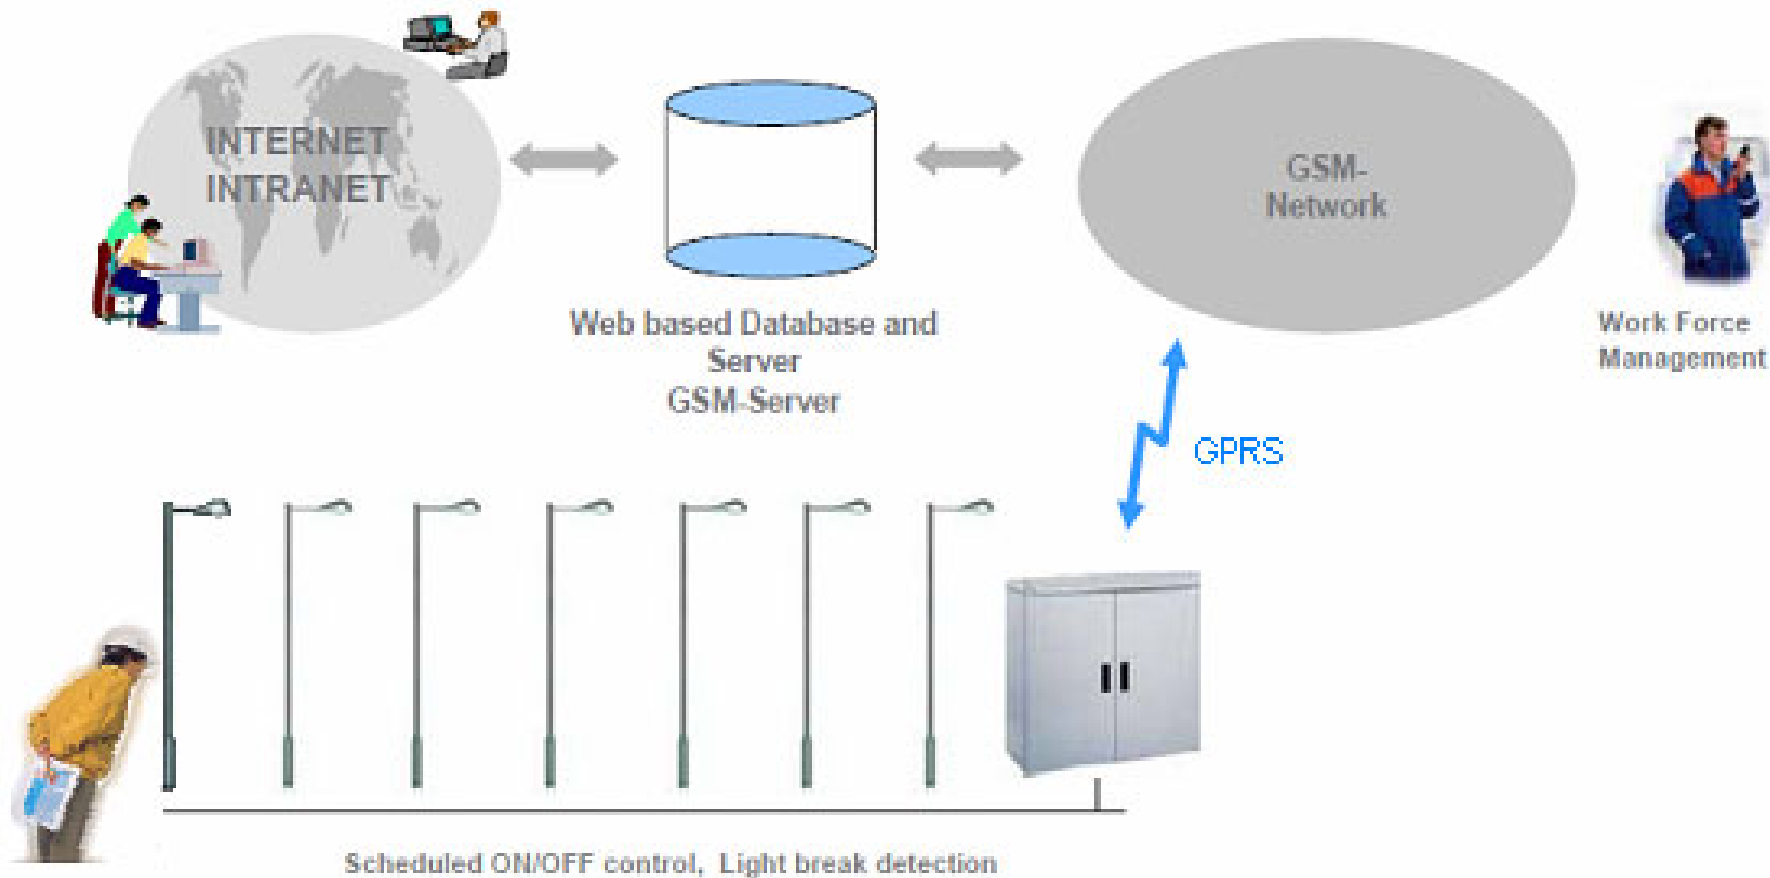 INTERNET
INTRANET
Web based Database and
Server
GSM-Server
GSM-
Network
Work Force
Management
GPRS
Scheduled ON/OFF control, Light break detection